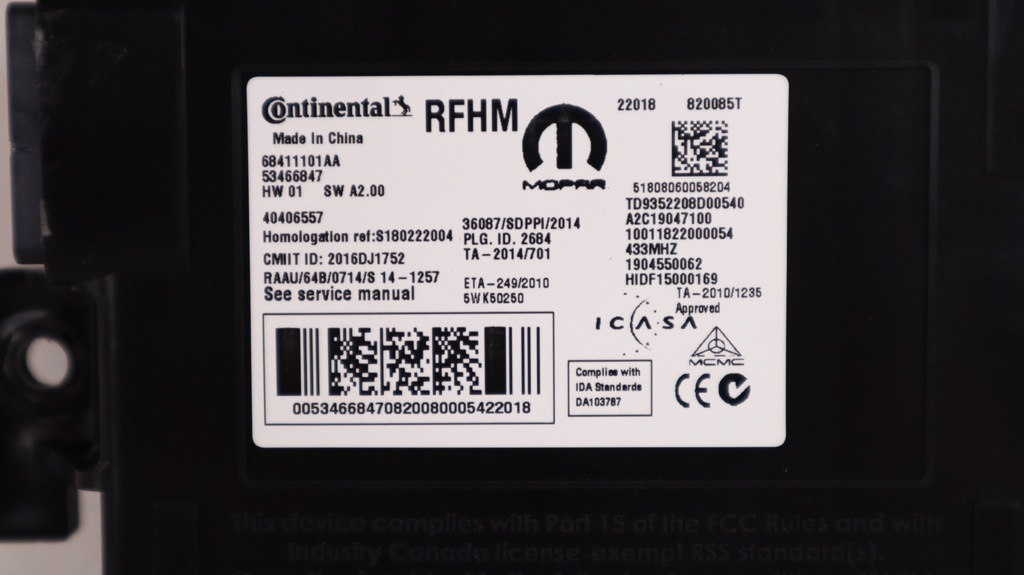 Continental
RFHM
22018 820085T
Made In China
MOPAR
68411101AA
53466847
HW 01 SW A2.00
51808060058204
TD9352208D00540
40406557
36087/SDPPI/2014
A2C19047100
Homologation ref:S180222004
PLG. ID. 2684
10011822000054
CMIIT ID: 2016DJ1752
TA-2014/701
433MHZ
1904550062
RAAU/64B/0714/S 14-1257
ETA-249/2010
HIDF15000169
See service manual
5WK50250
TA-2010/1235
Approved
ICASA
MCMC
Complies with
IDA Standards
DA103787
CE
00534668470820080005422018
This device complies with Part 15 of the FCC Rules and with
Industry Canada license-exempt RSS standard(s).